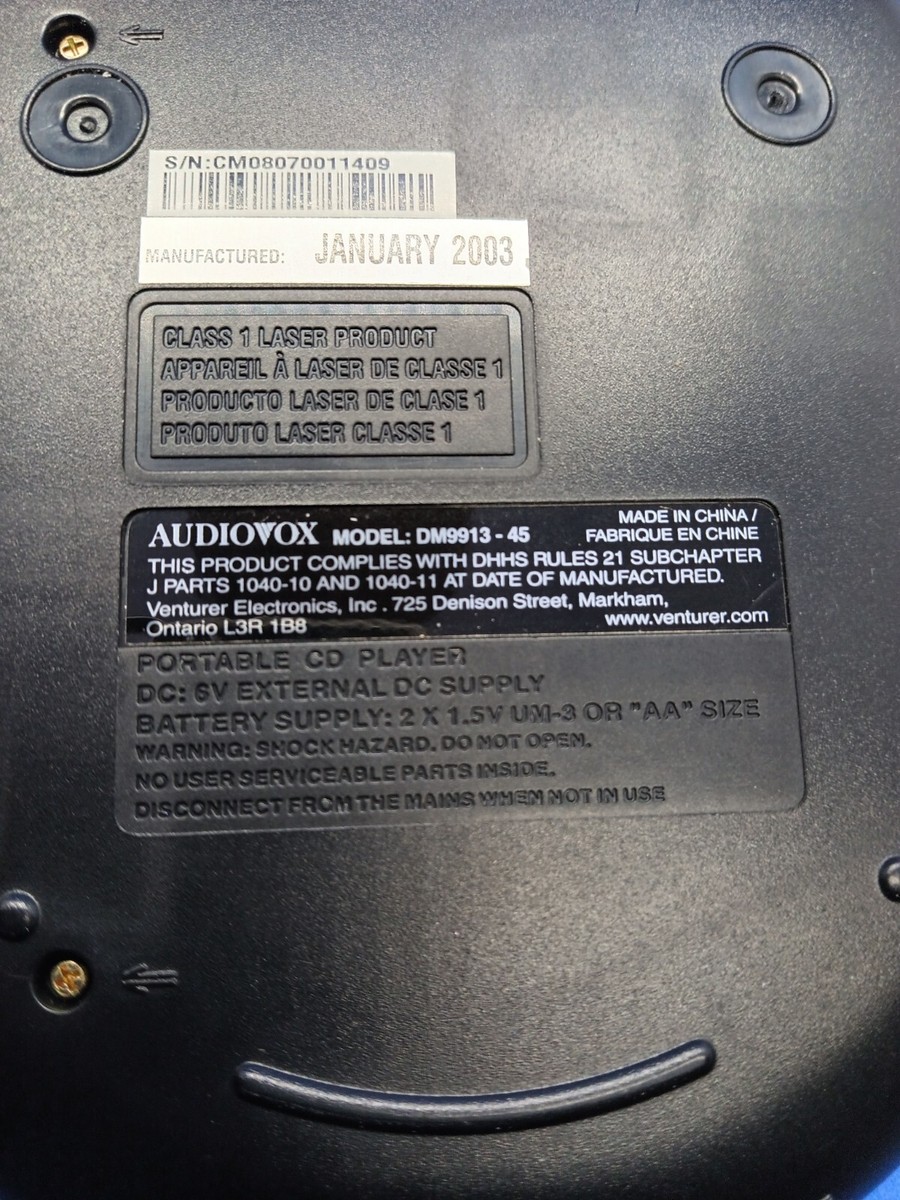 S/N:CM08070011409
MANUFACTURED: JANUARY 2003
CLASS 1 LASER PRODUCT
APPAREIL À LASER DE CLASSE 1
PRODUCTO LASER DE CLASE 1
PRODUTO LASER CLASSE 1
AUDIOVOX MODEL: DM9913 - 45
MADE IN CHINA /
FABRIQUE EN CHINE
THIS PRODUCT COMPLIES WITH DHHS RULES 21 SUBCHAPTER
J PARTS 1040-10 AND 1040-11 AT DATE OF MANUFACTURED.
Venturer Electronics, Inc . 725 Denison Street, Markham,
Ontario L3R 1B8 www.venturer.com
PORTABLE CD PLAYER
DC: 6V EXTERNAL DC SUPPLY
BATTERY SUPPLY: 2 X 1.5V UM-3 OR "AA" SIZE
WARNING: SHOCK HAZARD. DO NOT OPEN.
NO USER SERVICEABLE PARTS INSIDE.
DISCONNECT FROM THE MAINS WHEN NOT IN USE